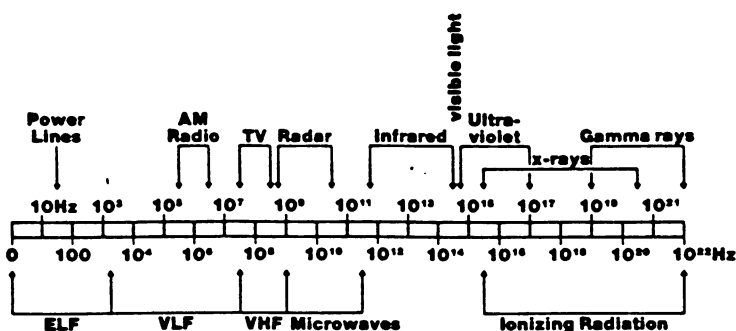 visible light
Power Lines
AM Radio
TV
Radar
Infrared
Ultra-violet
Gamma rays
x-rays
10Hz 10³ 10⁵ 10⁷ 10⁹ 10¹¹ 10¹³ 10¹⁵ 10¹⁷ 10¹⁹ 10²¹
0 100 10⁴ 10⁶ 10⁸ 10¹⁰ 10¹² 10¹⁴ 10¹⁶ 10¹⁸ 10²⁰ 10²²Hz
ELF VLF VHF Microwaves Ionizing Radiation